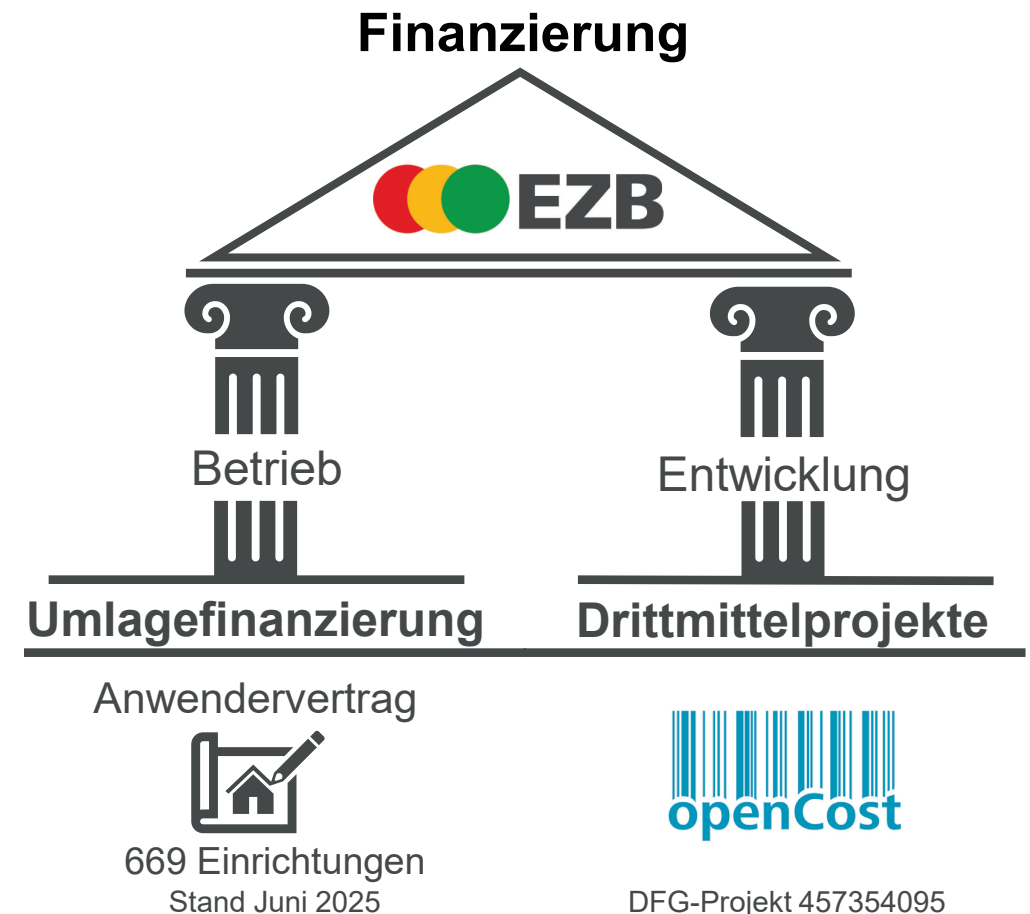 Finanzierung
EZB
Betrieb
Entwicklung
Umlagefinanzierung
Drittmittelprojekte
Anwendervertrag
669 Einrichtungen
Stand Juni 2025
openCost
DFG-Projekt 457354095